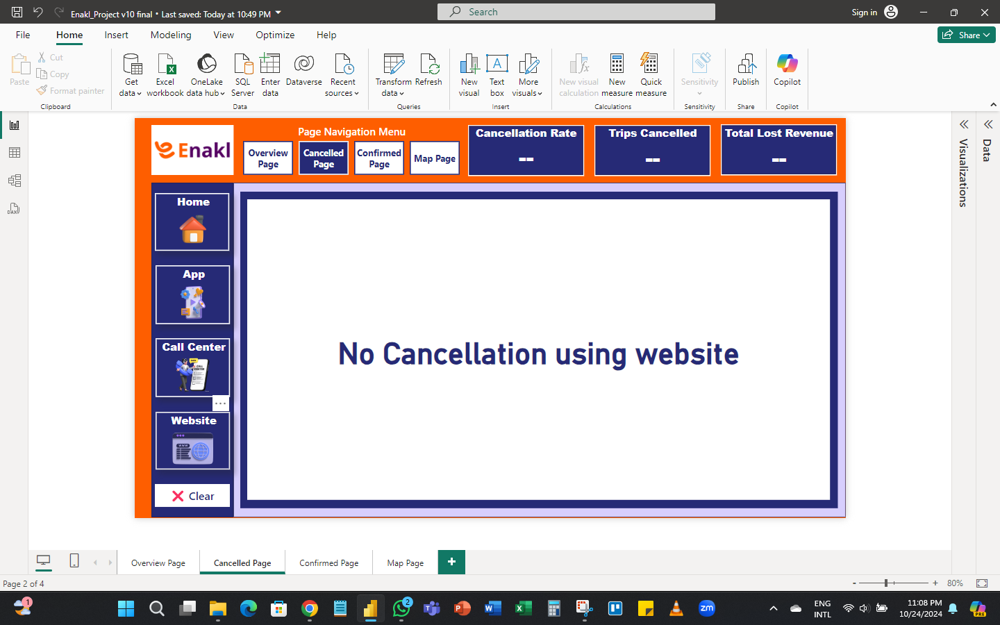 Enakl_Project v10 final • Last saved: Today at 10:49 PM
Search
Sign in
File
Home
Insert
Modeling
View
Optimize
Help
Share
Paste
Cut
Copy
Format painter
Clipboard
Get data
Excel workbook
OneLake data hub
SQL Server
Enter data
Dataverse
Recent sources
Data
Transform data
Refresh
Queries
New visual
Text box
More visuals
Insert
New visual calculation
New measure
Quick measure
Calculations
Sensitivity
Sensitivity
Publish
Share
Copilot
Copilot
Enakl
Page Navigation Menu
Overview Page
Cancelled Page
Confirmed Page
Map Page
Cancellation Rate
--
Trips Cancelled
--
Total Lost Revenue
--
Visualizations
Data
Home
App
Call Center
Website
Clear
No Cancellation using website
Overview Page
Cancelled Page
Confirmed Page
Map Page
+
Page 2 of 4
- + 80%
1
2
zm
ENG
INTL
11:08 PM
10/24/2024
PRE